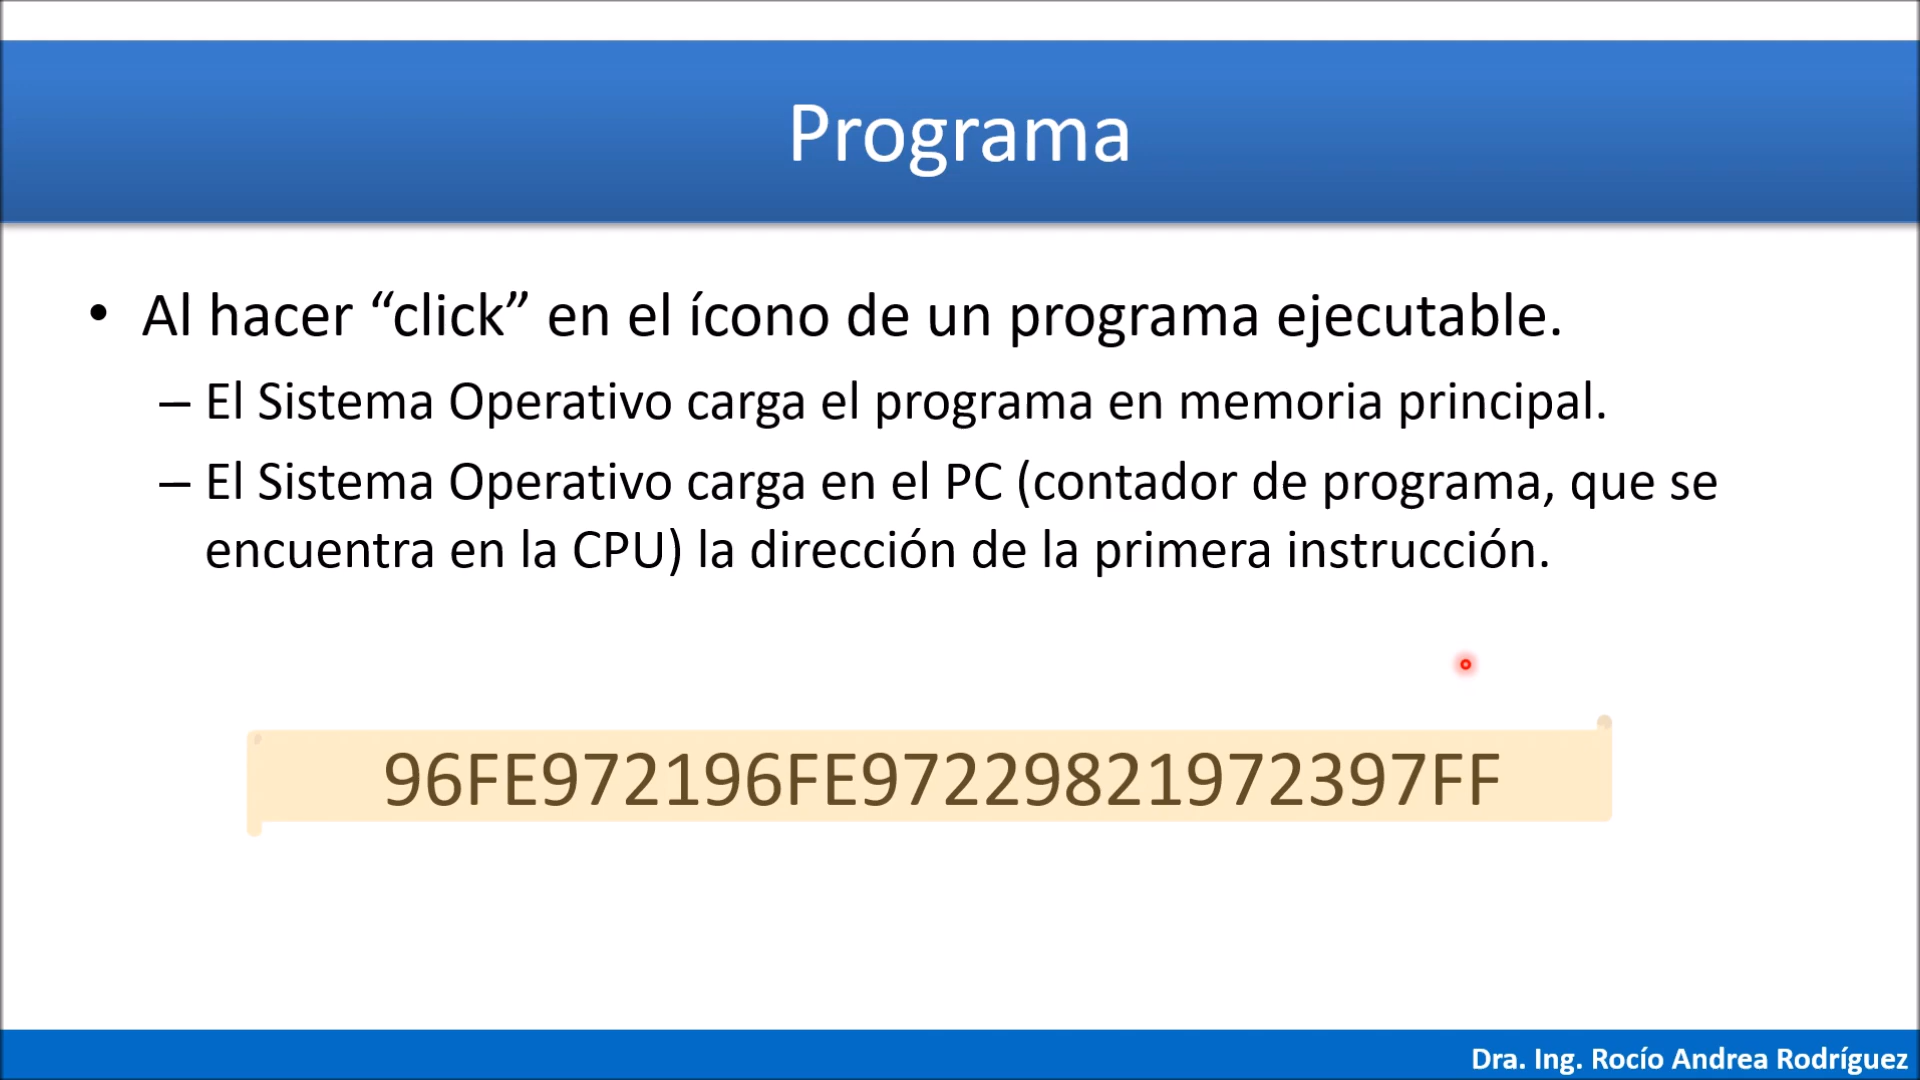 Programa
• Al hacer “click” en el ícono de un programa ejecutable.
– El Sistema Operativo carga el programa en memoria principal.
– El Sistema Operativo carga en el PC (contador de programa, que se
encuentra en la CPU) la dirección de la primera instrucción.
96FE972196FE97229821972397FF
Dra. Ing. Rocío Andrea Rodríguez